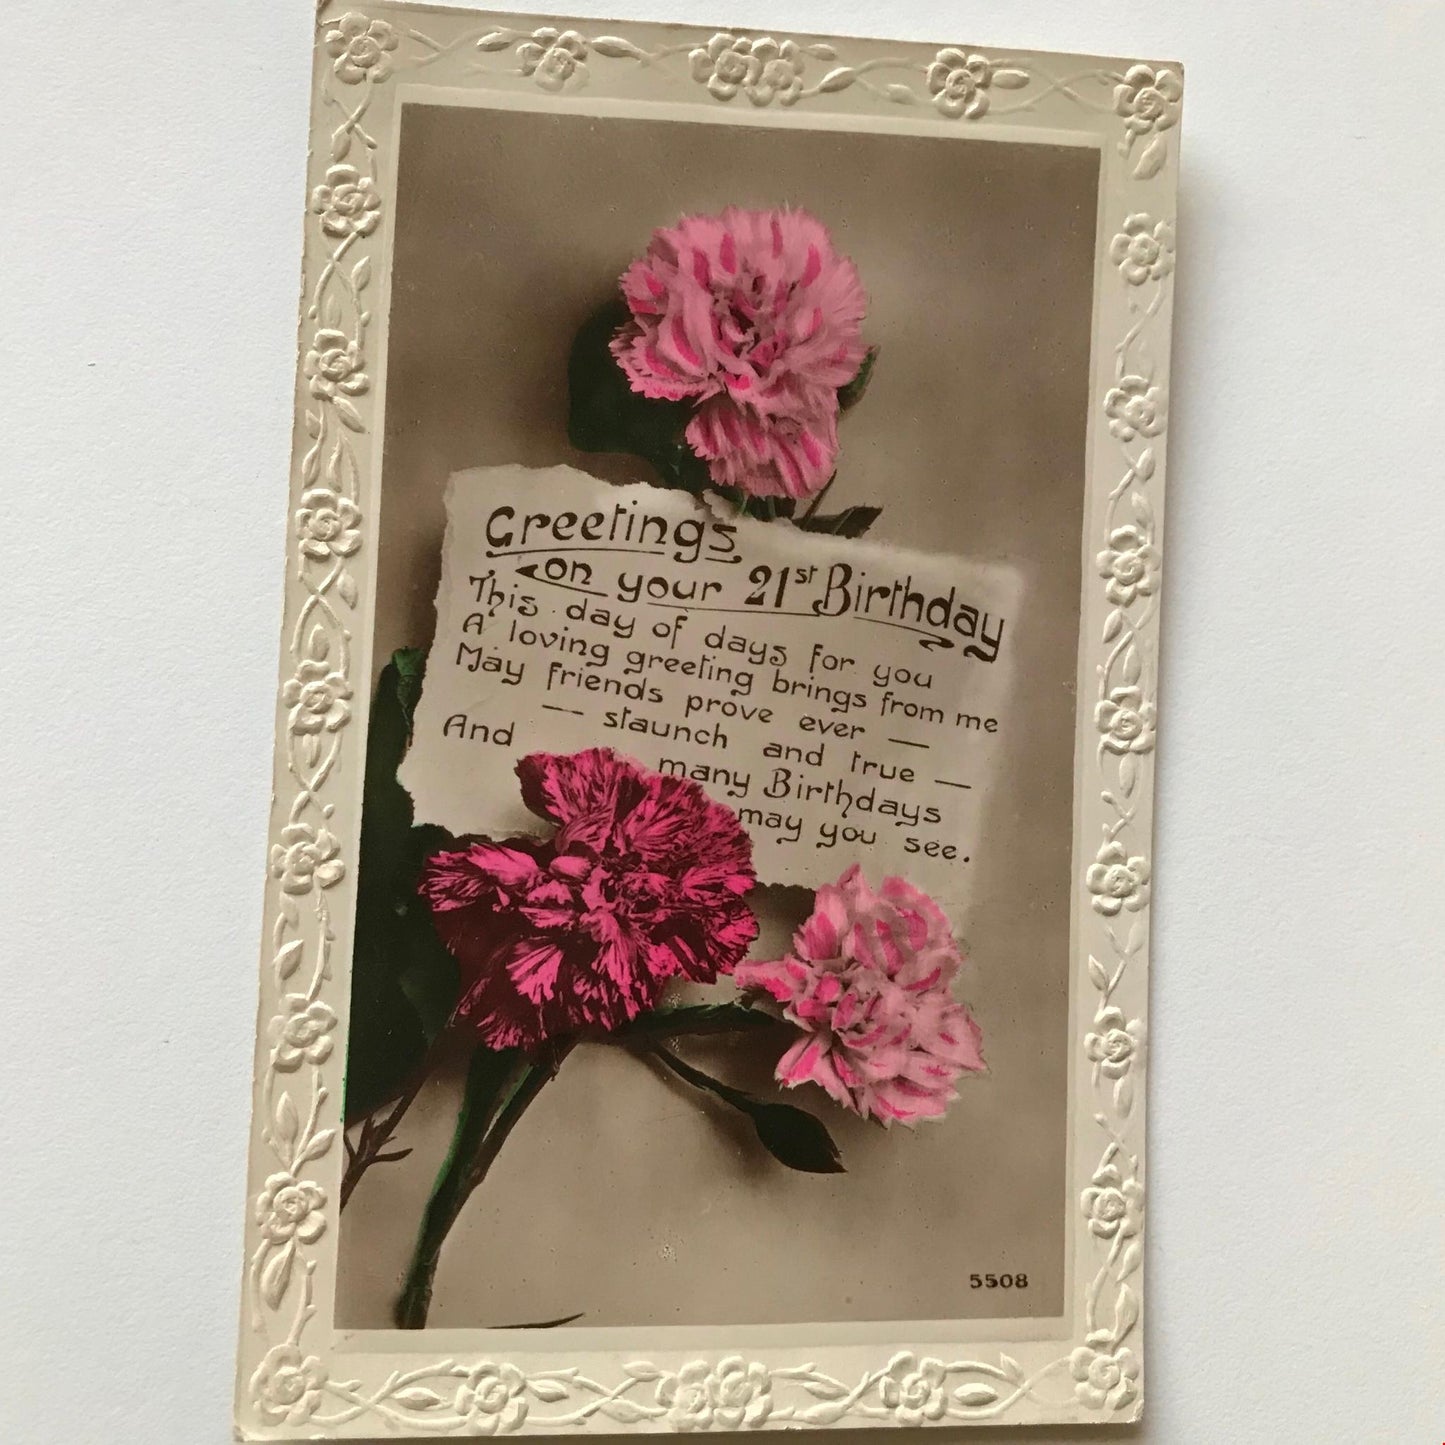 Greetings
on your 21st Birthday
This day of days for you
A loving greeting brings from me
May friends prove ever —
— staunch and true —
And many Birthdays
may you see.
5508